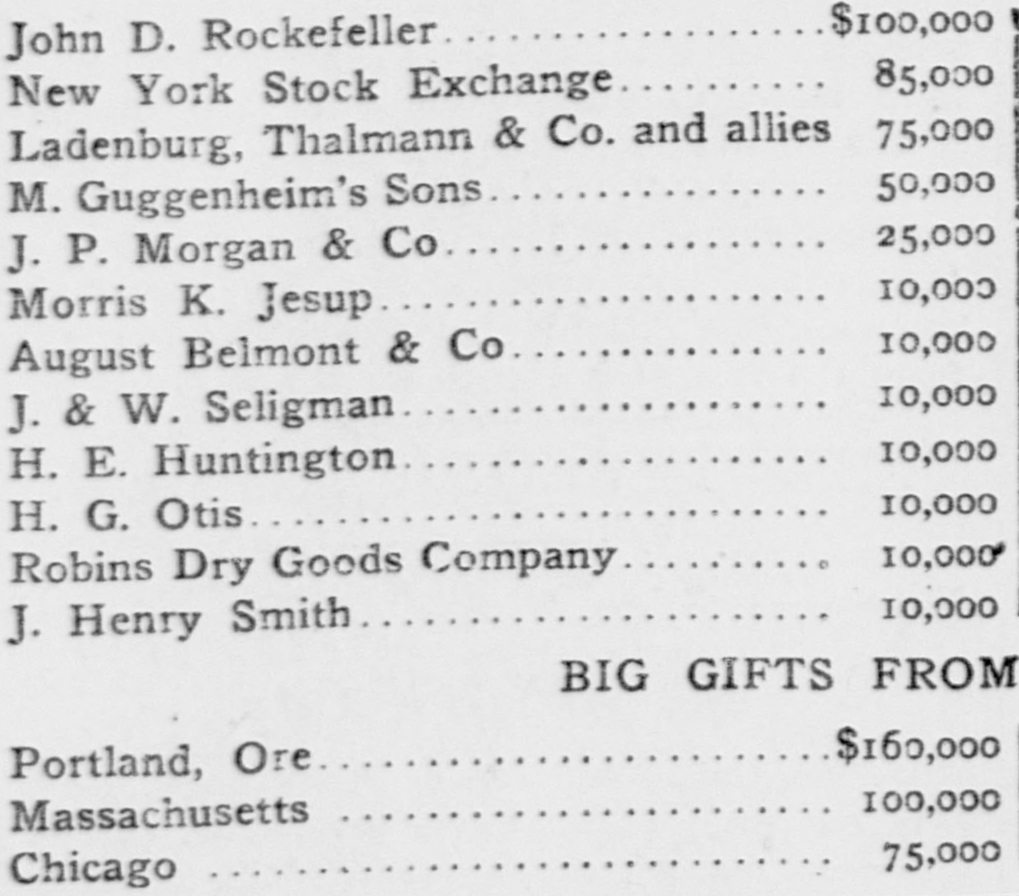 John D. Rockefeller....................$100,000
New York Stock Exchange........... 85,000
Ladenburg, Thalmann & Co. and allies 75,000
M. Guggenheim's Sons................. 50,000
J. P. Morgan & Co.................... 25,000
Morris K. Jesup....................... 10,000
August Belmont & Co................ 10,000
J. & W. Seligman...................... 10,000
H. E. Huntington...................... 10,000
H. G. Otis............................. 10,000
Robins Dry Goods Company........... 10,000
J. Henry Smith........................ 10,000
BIG GIFTS FROM
Portland, Ore...........................$160,000
Massachusetts ......................... 100,000
Chicago ................................ 75,000